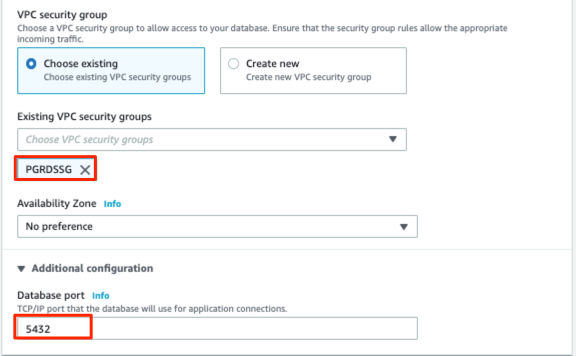 VPC security group
Choose a VPC security group to allow access to your database. Ensure that the security group rules allow the appropriate
incoming traffic.
Choose existing
Choose existing VPC security groups
Create new
Create new VPC security group
Existing VPC security groups
Choose VPC security groups
PGRDSSG
Availability Zone Info
No preference
Additional configuration
Database port Info
TCP/IP port that the database will use for application connections.
5432